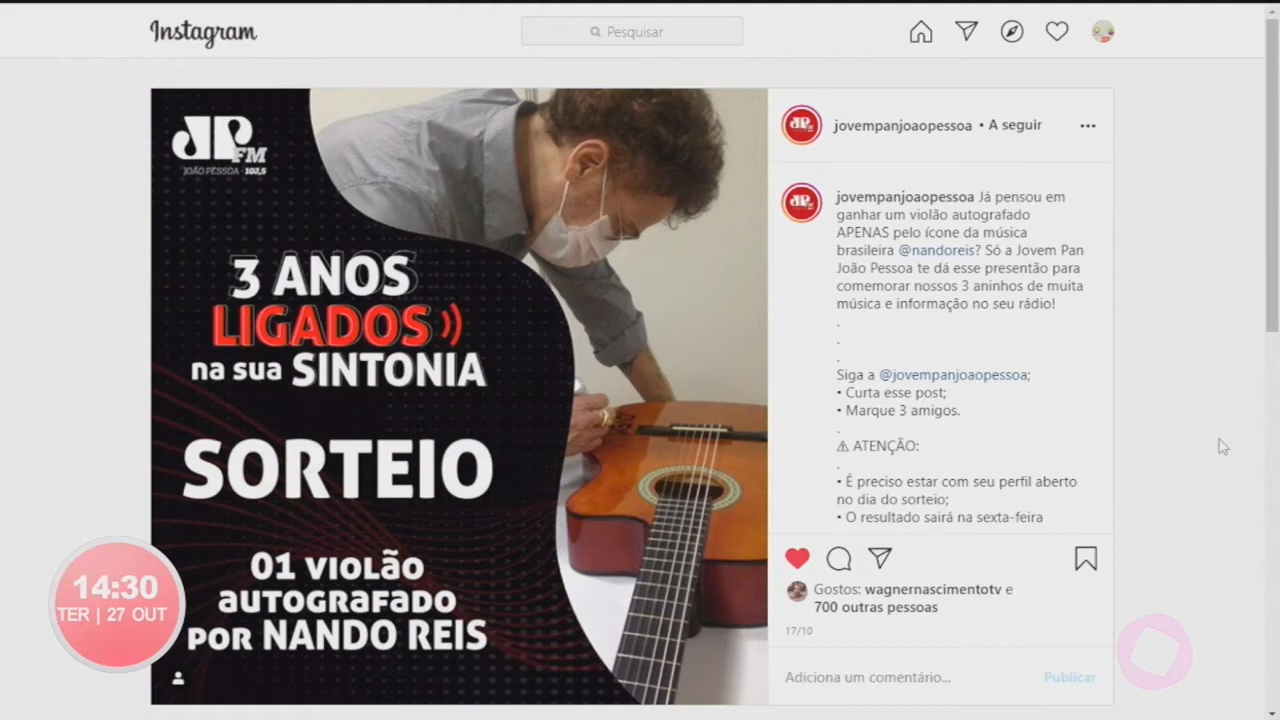 Instagram
Pesquisar
JP
FM
JOÃO PESSOA - 102,5
3 ANOS
LIGADOS
na sua SINTONIA
SORTEIO
01 violão
autografado
por NANDO REIS
14:30
TER | 27 OUT
jovempanjoaopessoa • A seguir
jovempanjoaopessoa Já pensou em
ganhar um violão autografado
APENAS pelo ícone da música
brasileira @nandoreis? Só a Jovem Pan
João Pessoa te dá esse presentão para
comemorar nossos 3 aninhos de muita
música e informação no seu rádio!
.
.
.
Siga a @jovempanjoaopessoa;
• Curta esse post;
• Marque 3 amigos.
.
⚠ ATENÇÃO:
.
• É preciso estar com seu perfil aberto
no dia do sorteio;
• O resultado sairá na sexta-feira
Gostos: wagnernascimentotv e
700 outras pessoas
17/10
Adiciona um comentário...
Publicar